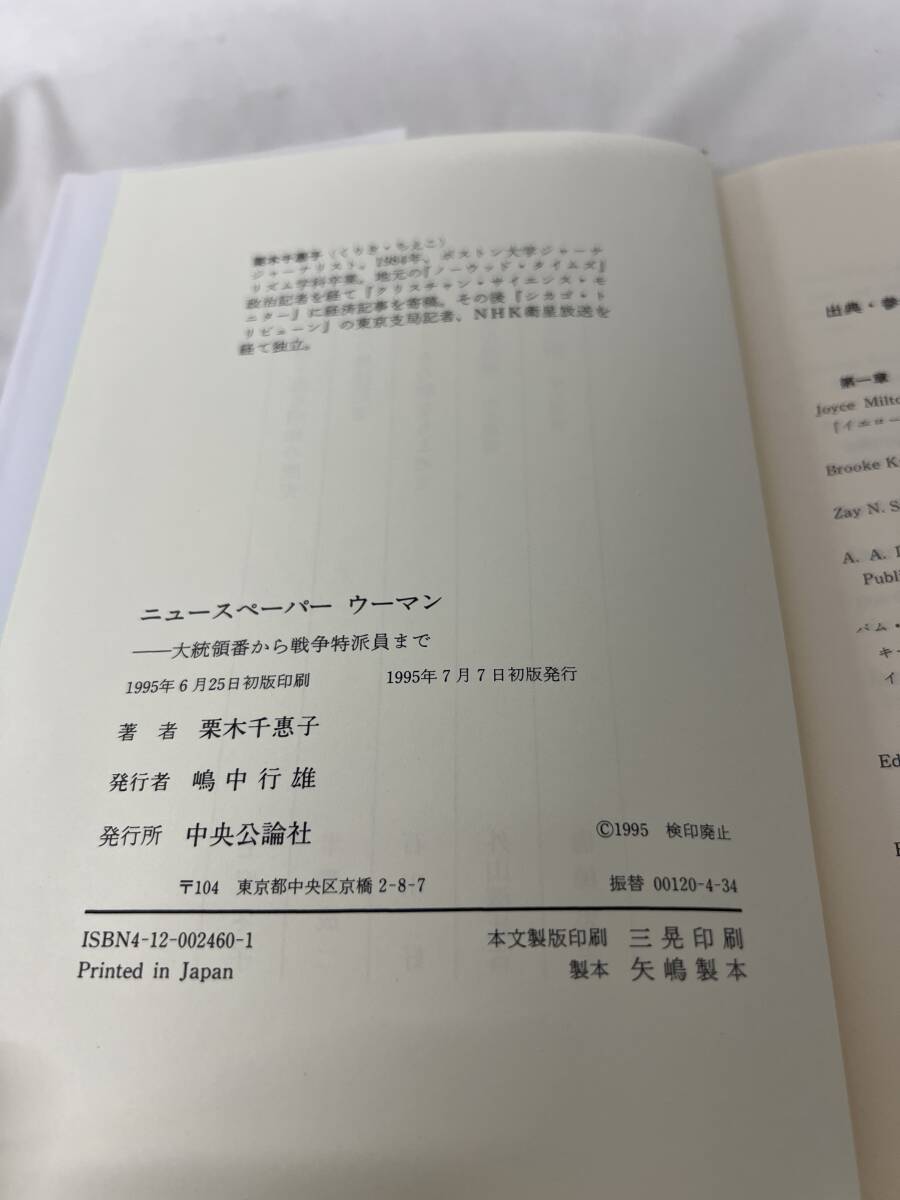 栗木千惠子(くりき・ちえこ)
ジャーナリスト。1984年、ボストン大学ジャーナ
リズム学科卒業。地元の『ノーウッド・タイムズ』
政治記者を経て『クリスチャン・サイエンス・モ
ニター』に経済記事を寄稿。その後『シカゴ・ト
リビューン』の東京支局記者、NHK衛星放送を
経て独立。
ニュースペーパー ウーマン
――大統領番から戦争特派員まで
1995年6月25日初版印刷 1995年7月7日初版発行
著者 栗木千惠子
発行者 嶋中行雄
発行所 中央公論社 ©1995 検印廃止
〒104 東京都中央区京橋2-8-7 振替 00120-4-34
ISBN4-12-002460-1 本文製版印刷 三晃印刷
Printed in Japan 製本 矢嶋製本
出典・参
第一章
Joyce Milto
『イエロー
Brooke K
Zay N. S
A. A.
Publi
パム・
キー
イ
Ed